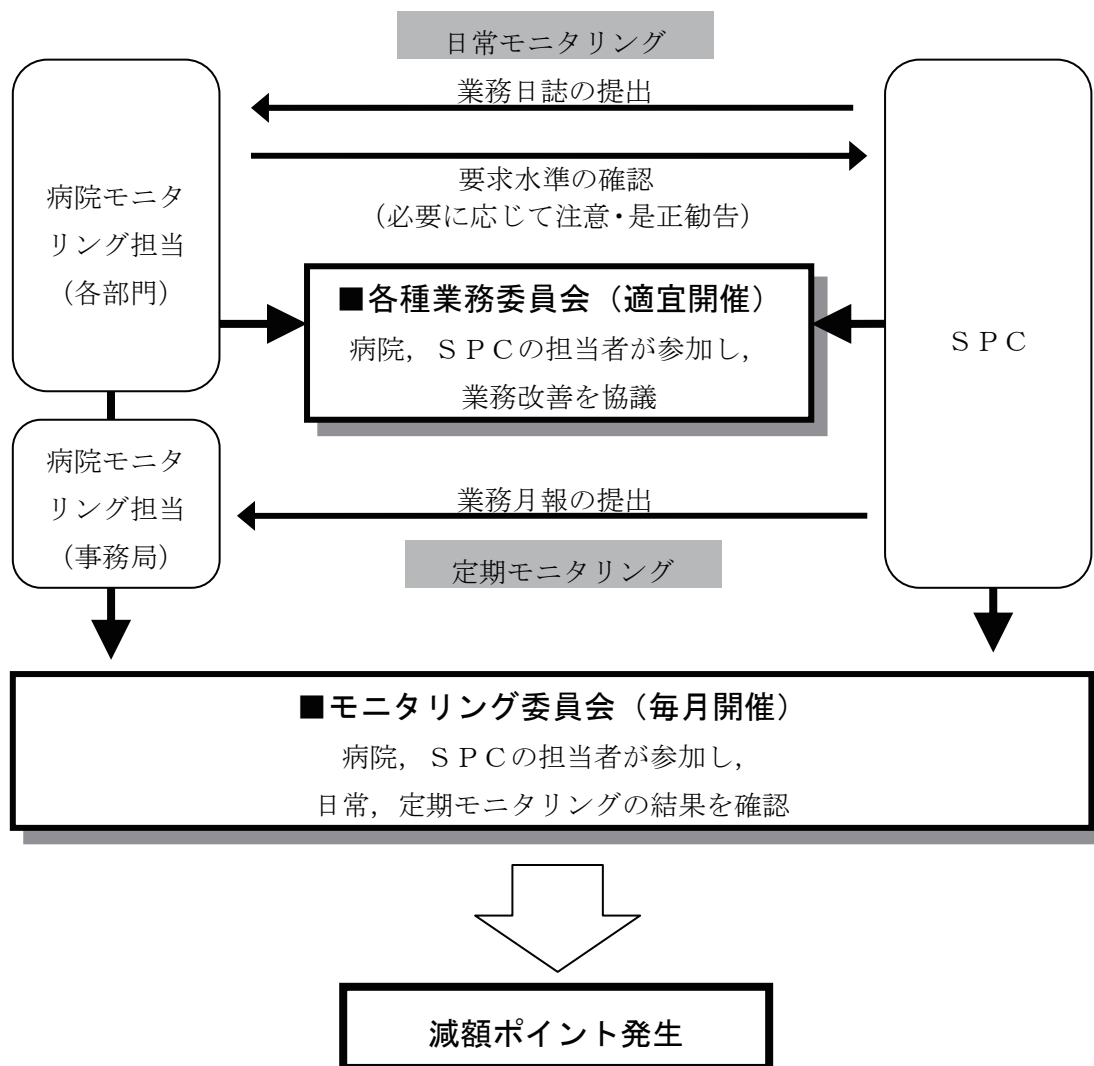 日常モニタリング
業務日誌の提出
要求水準の確認
（必要に応じて注意・是正勧告）
病院モニタ
リング担当
（各部門）
■各種業務委員会（適宜開催）
病院，ＳＰＣの担当者が参加し，
業務改善を協議
ＳＰＣ
病院モニタ
リング担当
（事務局）
業務月報の提出
定期モニタリング
■モニタリング委員会（毎月開催）
病院，ＳＰＣの担当者が参加し，
日常，定期モニタリングの結果を確認
減額ポイント発生